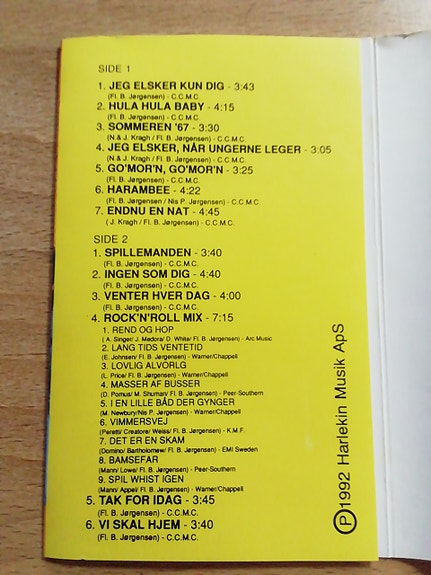 SIDE 1
1. JEG ELSKER KUN DIG - 3:43
(Fl. B. Jørgensen) - C.C.M.C.
2. HULA HULA BABY - 4:15
(Fl. B. Jørgensen) - C.C.M.C.
3. SOMMEREN '67 - 3:30
(N.& J. Kragh / Fl. B. Jørgensen) - C.C.M.C.
4. JEG ELSKER, NÅR UNGERNE LEGER - 3:05
(N.& J. Kragh / Fl. B. Jørgensen) - C.C.M.C.
5. GO'MOR'N, GO'MOR'N - 3:25
(Fl. B. Jørgensen) - C.C.M.C.
6. HARAMBEE - 4:22
(Fl. B. Jørgensen / Nis P. Jørgensen) - C.C.M.C.
7. ENDNU EN NAT - 4:45
( J. Kragh / Fl. B. Jørgensen) - C.C.M.C.
SIDE 2
1. SPILLEMANDEN - 3:40
(Fl. B. Jørgensen) - C.C.M.C.
2. INGEN SOM DIG - 4:40
(Fl. B. Jørgensen) - C.C.M.C.
3. VENTER HVER DAG - 4:00
(Fl. B. Jørgensen) - C.C.M.C.
4. ROCK'N'ROLL MIX - 7:15
1. REND OG HOP
( A. Singer/ J. Medora/ D. White/ Fl. B. Jørgensen) - Arc Music
2. LANG TIDS VENTETID
(E. Johnsen/ Fl. B. Jørgensen) - Warner/Chappell
3. LOVLIG ALVORLG
(L. Price/ Fl. B. Jørgensen) - Warner/Chappell
4. MASSER AF BUSSER
(D. Pomus/ M. Shuman/ Fl. B. Jørgensen) - Peer-Southern
5. I EN LILLE BÅD DER GYNGER
(M. Newbury/Nis P. Jørgensen) - Warner/Chappell
6. VIMMERSVEJ
(Peretti/ Creatore/ Weiss/ Fl. B. Jørgensen) - K.M.F.
7. DET ER EN SKAM
(Domino/ Bartholomew/ Fl. B. Jørgensen) - EMI Sweden
8. BAMSEFAR
(Mann/ Lowe/ Fl. B. Jørgensen) - Peer-Southern
9. SPIL WHIST IGEN
(Mann/ Appel/ Fl. B. Jørgensen) - Warner/Chappell
5. TAK FOR IDAG - 3:45
(Fl. B. Jørgensen) - C.C.M.C.
6. VI SKAL HJEM - 3:40
(Fl. B. Jørgensen) - C.C.M.C.
Ⓟ1992 Harlekin Musik ApS